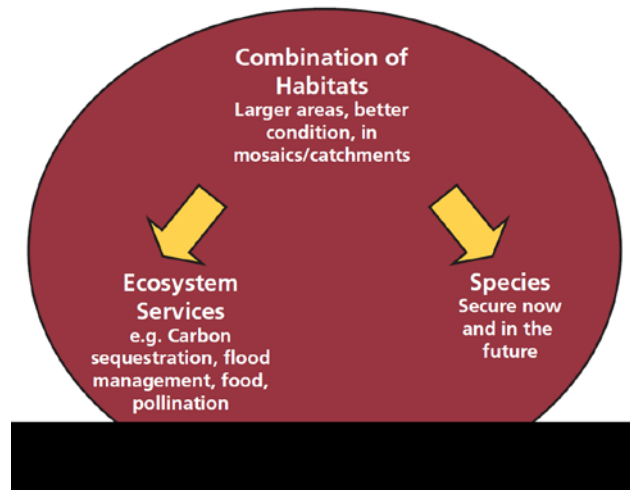 Combination of
Habitats
Larger areas, better
condition, in
mosaics/catchments
Ecosystem
Services
e.g. Carbon
sequestration, flood
management, food,
pollination
Species
Secure now
and in the
future